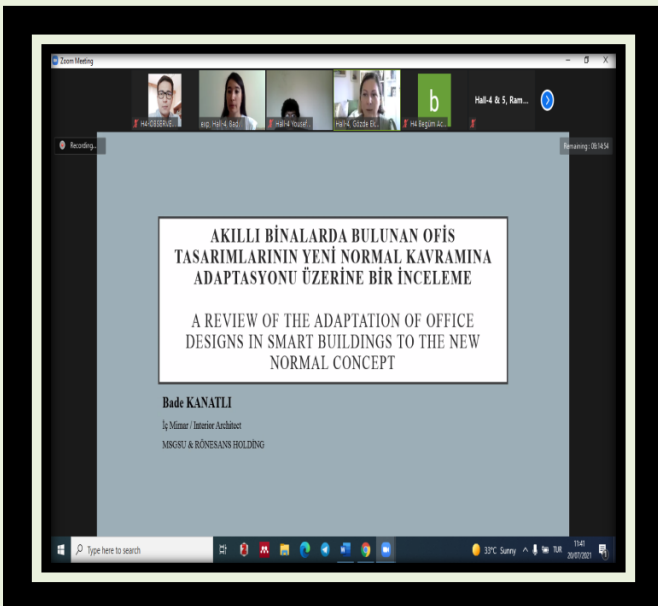 Zoom Meeting
H4-OBSERVE...
exp. Hall-4, Bad...
Hall-4 Yousef...
Hall-4, Gözde Ek...
b
H4 Begüm Ac...
Hall-4 & 5, Ram...
Recording...
Remaining: 08:14:54
AKILLI BİNALARDA BULUNAN OFİS
TASARIMLARININ YENİ NORMAL KAVRAMINA
ADAPTASYONU ÜZERİNE BİR İNCELEME
A REVIEW OF THE ADAPTATION OF OFFICE
DESIGNS IN SMART BUILDINGS TO THE NEW
NORMAL CONCEPT
Bade KANATLI
İç Mimar / Interior Architect
MSGSU & RÖNESANS HOLDİNG
Type here to search
33°C Sunny
TUR
11:41
20/07/2021